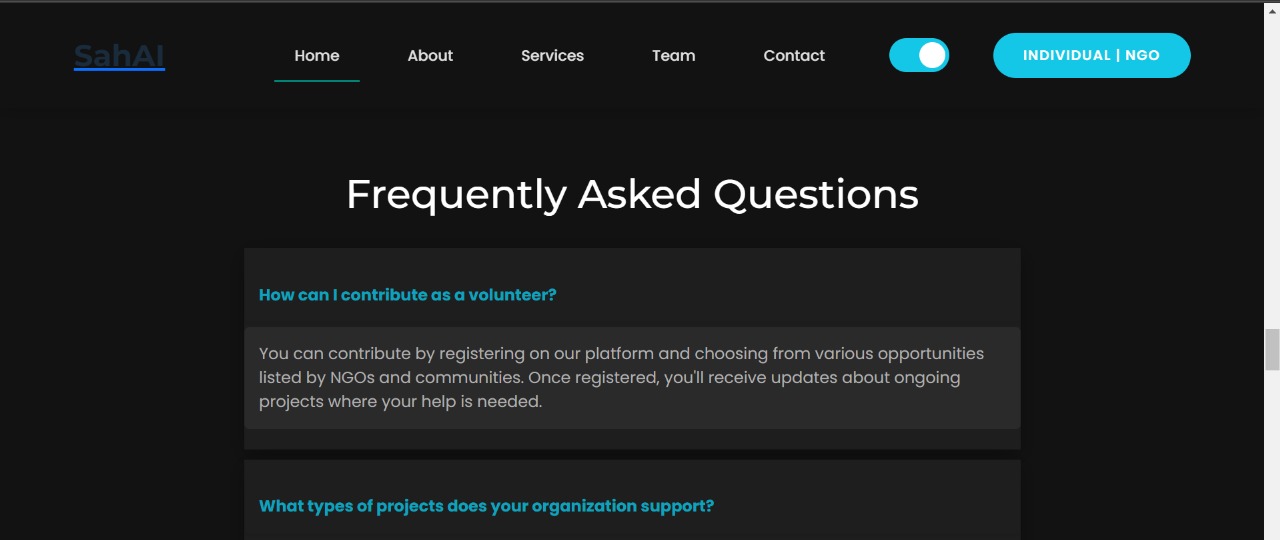 SahAI
Home
About
Services
Team
Contact
INDIVIDUAL | NGO
Frequently Asked Questions
How can I contribute as a volunteer?
You can contribute by registering on our platform and choosing from various opportunities
listed by NGOs and communities. Once registered, you'll receive updates about ongoing
projects where your help is needed.
What types of projects does your organization support?